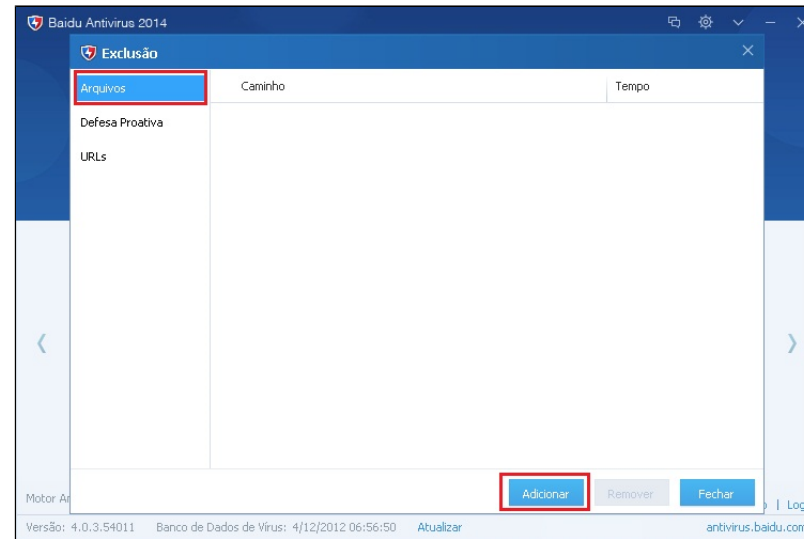 Baidu Antivirus 2014
Exclusão
Arquivos Caminho Tempo
Defesa Proativa
URLs
Adicionar Remover Fechar
Motor
Versão: 4.0.3.54011 Banco de Dados de Vírus: 4/12/2012 06:56:50 Atualizar antivirus.baidu.com